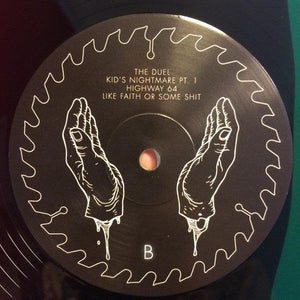 THE DUEL
KID'S NIGHTMARE PT. 1
HIGHWAY 64
LIKE FAITH OR SOME SHIT
B